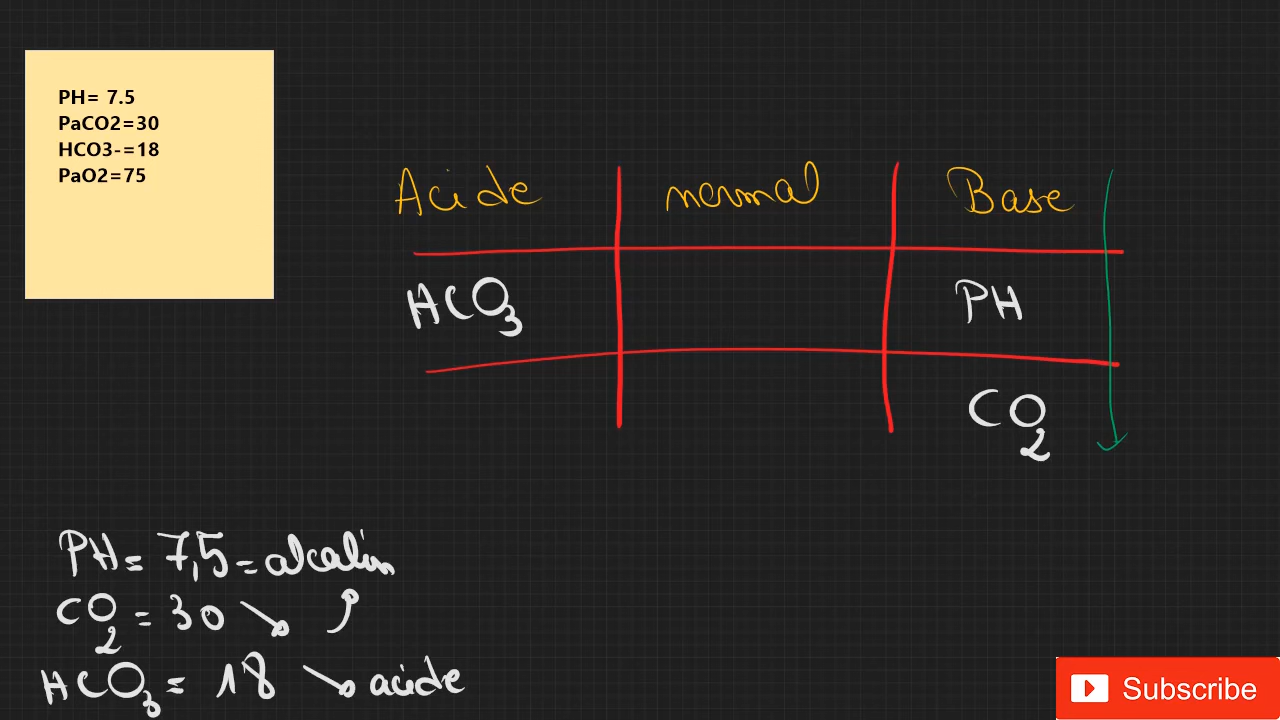 PH= 7.5
PaCO2=30
HCO3-=18
PaO2=75
Acide normal Base
HCO3 PH
CO2
PH = 7,5 = alcalin
CO2 = 30
HCO3 = 18 acide
Subscribe